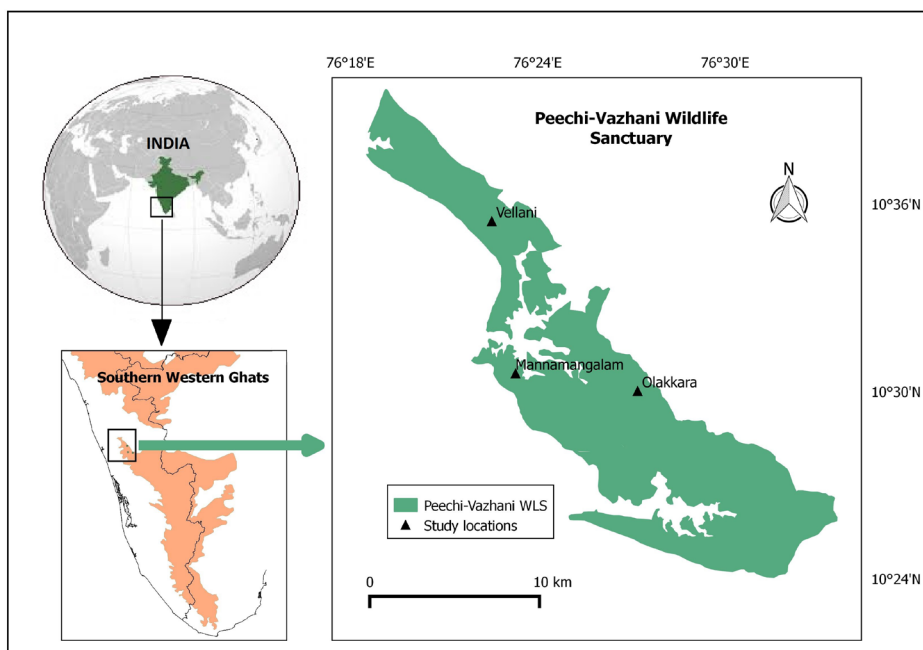 76°18'E
76°24'E
76°30'E
INDIA
Peechi-Vazhani Wildlife
Sanctuary
N
Vellani
10°36'N
Southern Western Ghats
Mannamangalam
Olakkara
10°30'N
Peechi-Vazhani WLS
Study locations
0
10 km
10°24'N